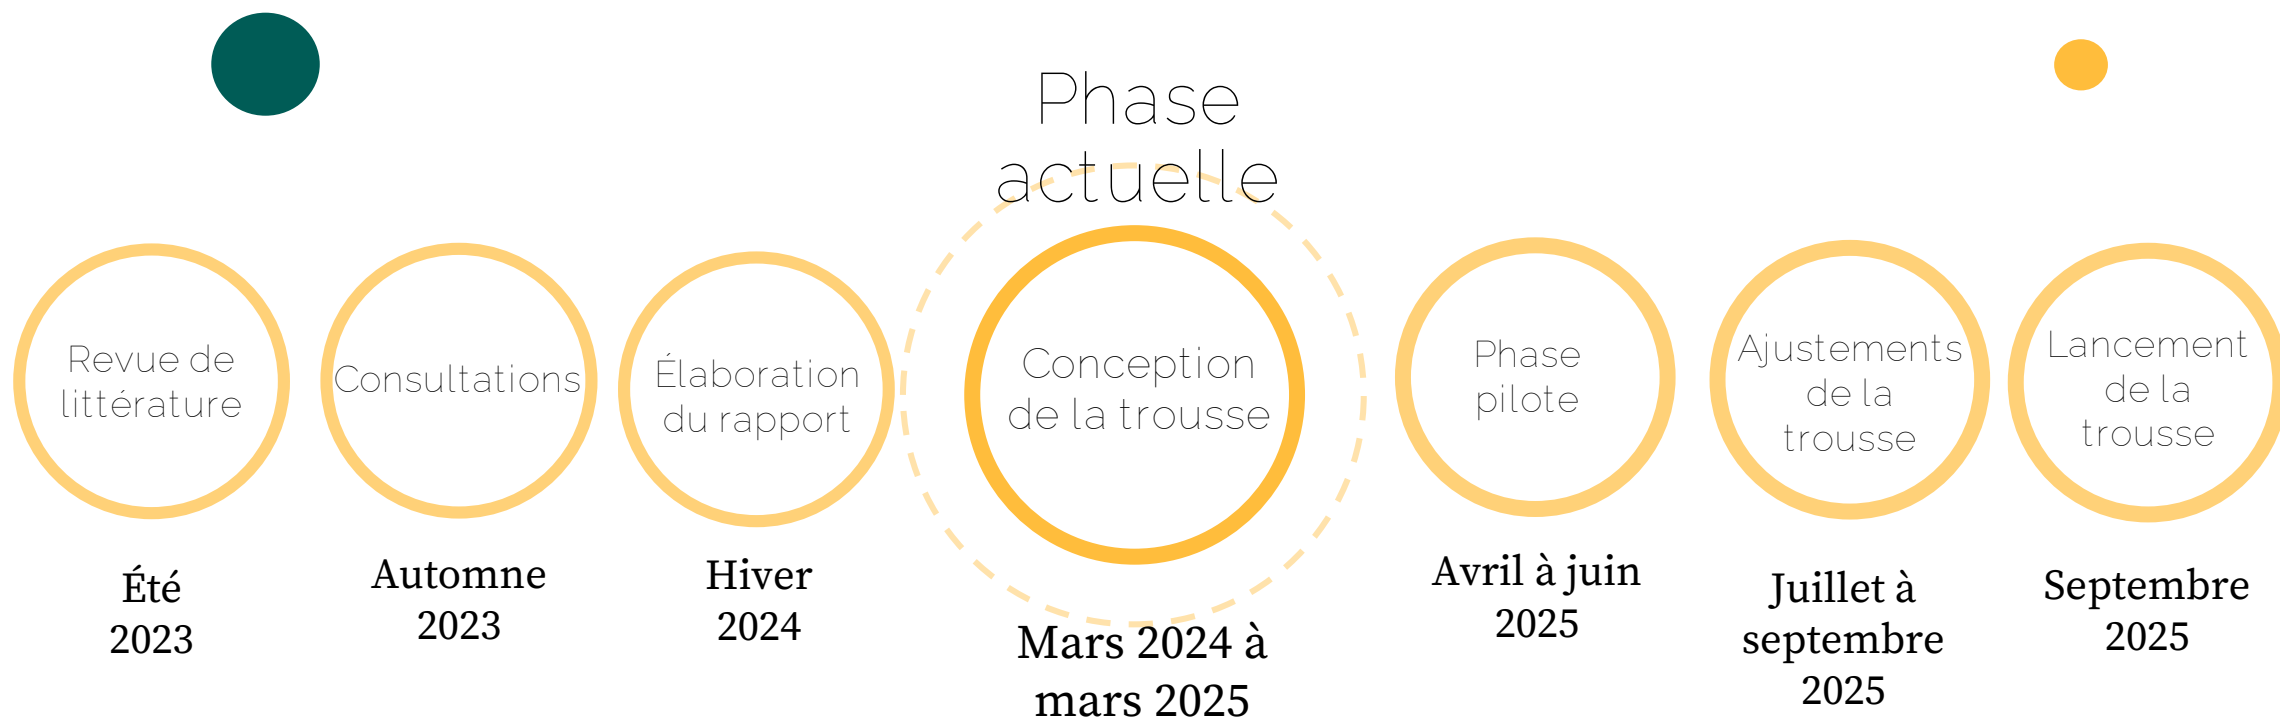 Phase
actuelle
Revue de
littérature
Été
2023
Consultations
Automne
2023
Élaboration
du rapport
Hiver
2024
Conception
de la trousse
Mars 2024 à
mars 2025
Phase
pilote
Avril à juin
2025
Ajustements
de la
trousse
Juillet à
septembre
2025
Lancement
de la
trousse
Septembre
2025